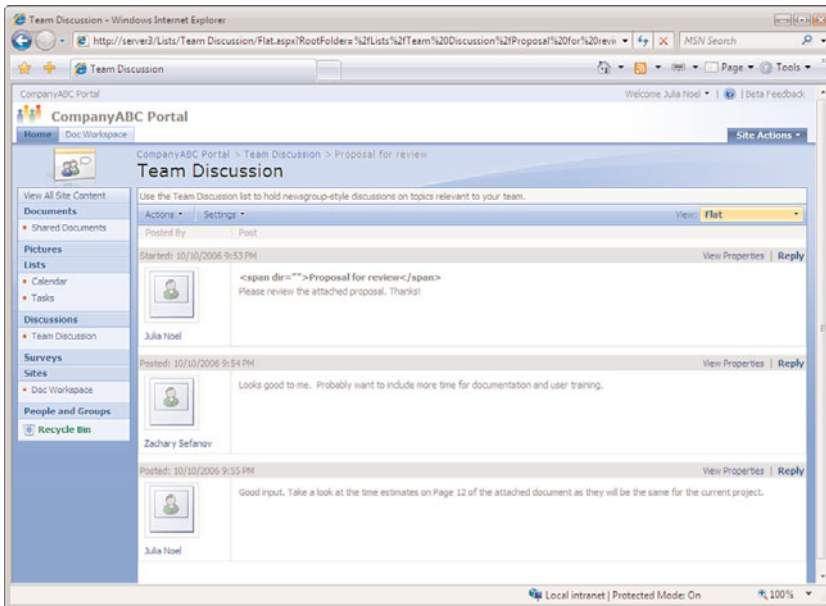 Team Discussion - Windows Internet Explorer
http://server3/Lists/Team Discussion/Flat.aspx?RootFolder=%2fLists%2fTeam%20Discussion%2fProposal%20for%20revi
MSN Search
Team Discussion
Page
Tools
CompanyABC Portal
Welcome Julia Noel
Beta Feedback
CompanyABC Portal
Home
Doc Workspace
Site Actions
CompanyABC Portal > Team Discussion > Proposal for review
Team Discussion
View All Site Content
Documents
Shared Documents
Pictures
Lists
Calendar
Tasks
Discussions
Team Discussion
Surveys
Sites
Doc Workspace
People and Groups
Recycle Bin
Use the Team Discussion list to hold newsgroup-style discussions on topics relevant to your team.
Actions
Settings
View: Flat
Posted By
Post
Started: 10/10/2006 9:53 PM
View Properties | Reply
<span dir="">Proposal for review</span>
Please review the attached proposal. Thanks!
Julia Noel
Posted: 10/10/2006 9:54 PM
View Properties | Reply
Looks good to me. Probably want to include more time for documentation and user training.
Zachary Sefanov
Posted: 10/10/2006 9:55 PM
View Properties | Reply
Good input. Take a look at the time estimates on Page 12 of the attached document as they will be the same for the current project.
Julia Noel
Local intranet | Protected Mode: On
100%